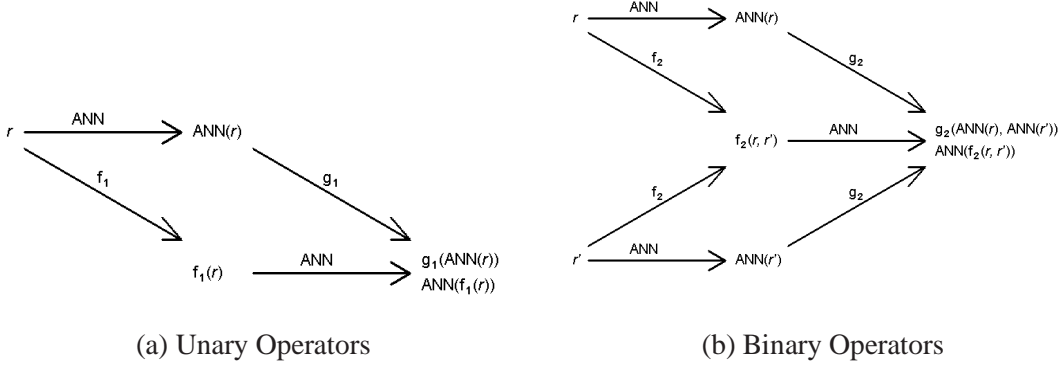 r
ANN
ANN(r)
f₁
g₁
f₁(r)
ANN
g₁(ANN(r))
ANN(f₁(r))
(a) Unary Operators
r
ANN
ANN(r)
f₂
g₂
f₂(r, r')
ANN
g₂(ANN(r), ANN(r'))
ANN(f₂(r, r'))
f₂
g₂
r'
ANN
ANN(r')
(b) Binary Operators